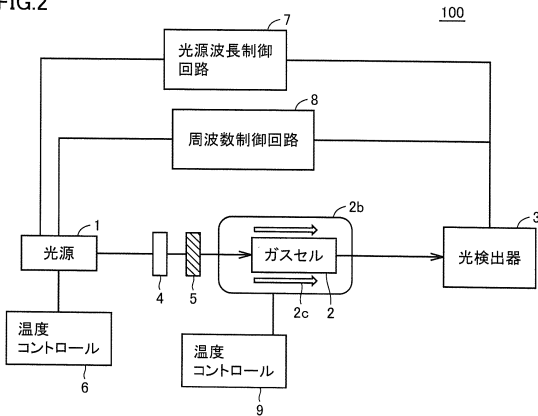 FIG.2
100
7
光源波長制御
回路
8
周波数制御回路
1
光源
4
5
2b
ガスセル
2c
2
3
光検出器
温度
コントロール
6
温度
コントロール
9